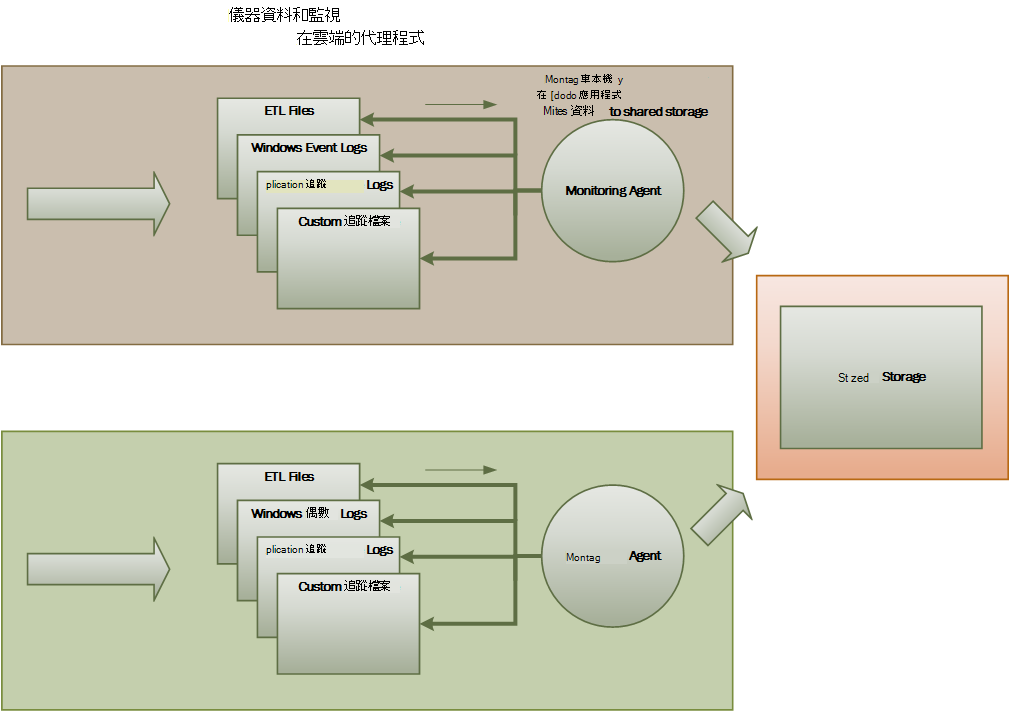 儀器資料和監視
在雲端的代理程式
Montag 車本機 y
在 [dodo 應用程式
Mites 資料 to shared storage
ETL Files
Windows Event Logs
plication 追蹤 Logs
Custom 追蹤檔案
Monitoring Agent
St zed Storage
ETL Files
Windows 偶數 Logs
plication 追蹤 Logs
Custom 追蹤檔案
Montag Agent